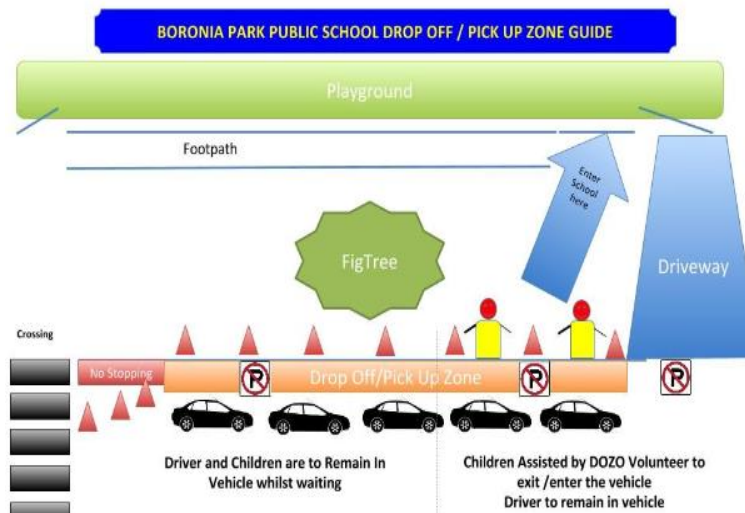 BORONIA PARK PUBLIC SCHOOL DROP OFF / PICK UP ZONE GUIDE
Playground
Footpath
Enter
School
here
FigTree
Driveway
Crossing
No Stopping
P
Drop Off/Pick Up Zone
P
P
Driver and Children are to Remain In
Vehicle whilst waiting
Children Assisted by DOZO Volunteer to
exit /enter the vehicle
Driver to remain in vehicle